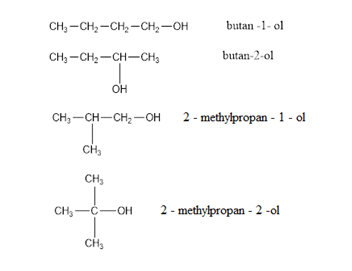 CH₃—CH₂—CH₂—CH₂—OH butan -1- ol
CH₃—CH₂—CH—CH₃ butan-2-ol
OH
CH₃—CH—CH₂—OH 2 - methylpropan - 1 - ol
CH₃
CH₃
CH₃—C—OH 2 - methylpropan - 2 -ol
CH₃